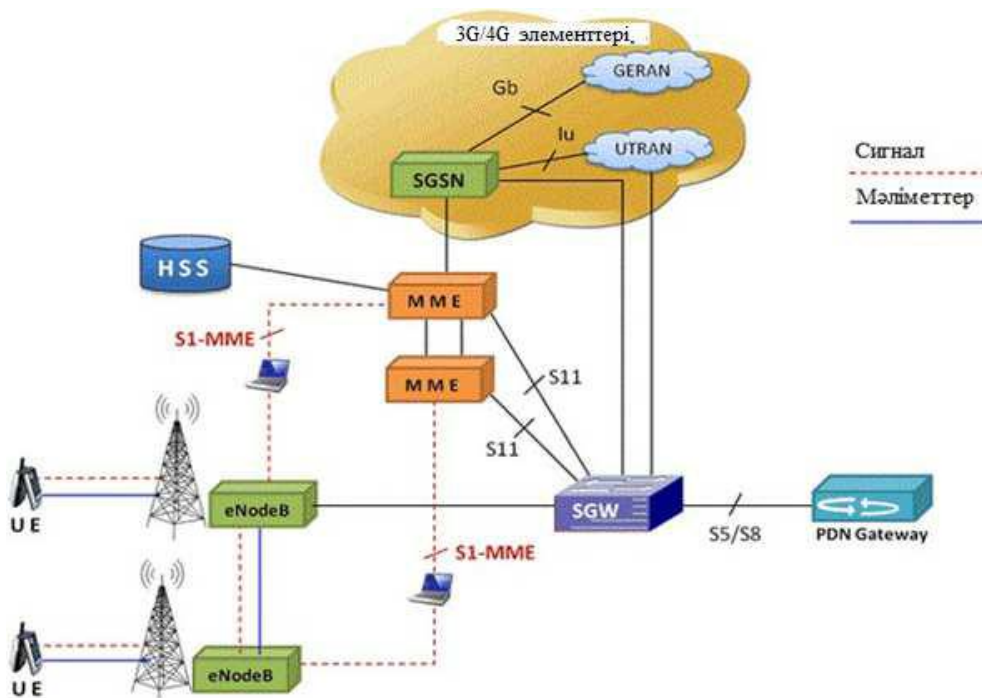 3G/4G элементтері.
GERAN
Gb
Iu
UTRAN
SGSN
Сигнал
Мәліметтер
HSS
MME
S1-MME
MME
S11
S11
UE
eNodeB
SGW
S5/S8
PDN Gateway
S1-MME
UE
eNodeB